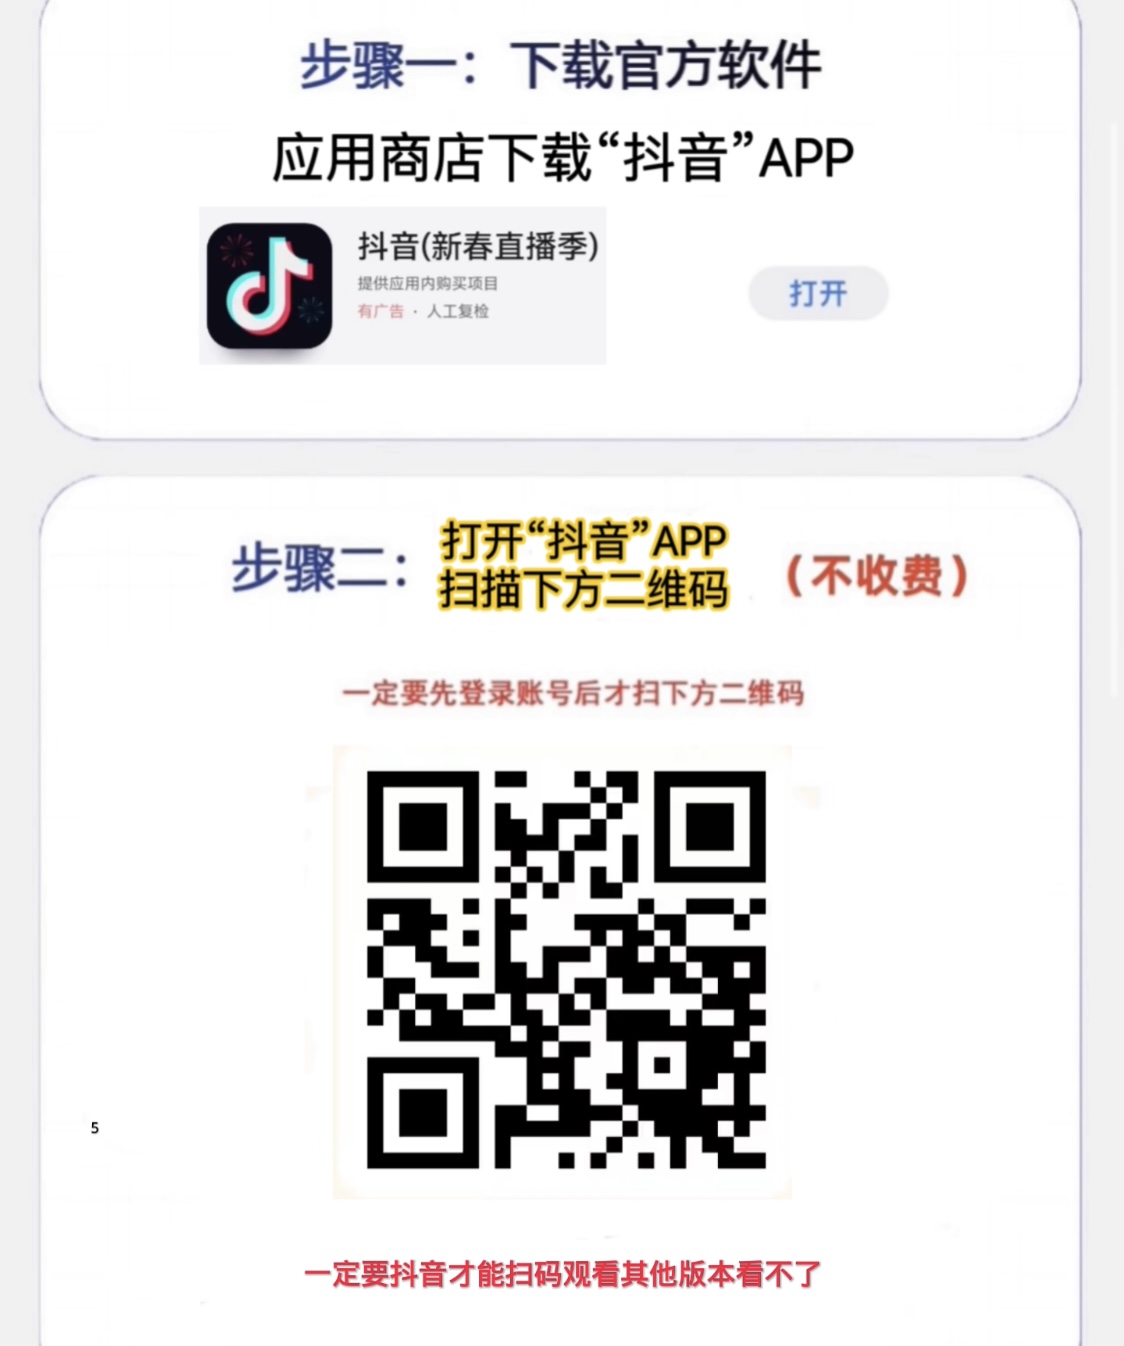 步骤一：下载官方软件
应用商店下载“抖音”APP
抖音(新春直播季)
提供应用内购买项目
有广告 · 人工复检
打开
步骤二：打开“抖音”APP
扫描下方二维码
（不收费）
一定要先登录账号后才扫下方二维码
5
一定要抖音才能扫码观看其他版本看不了